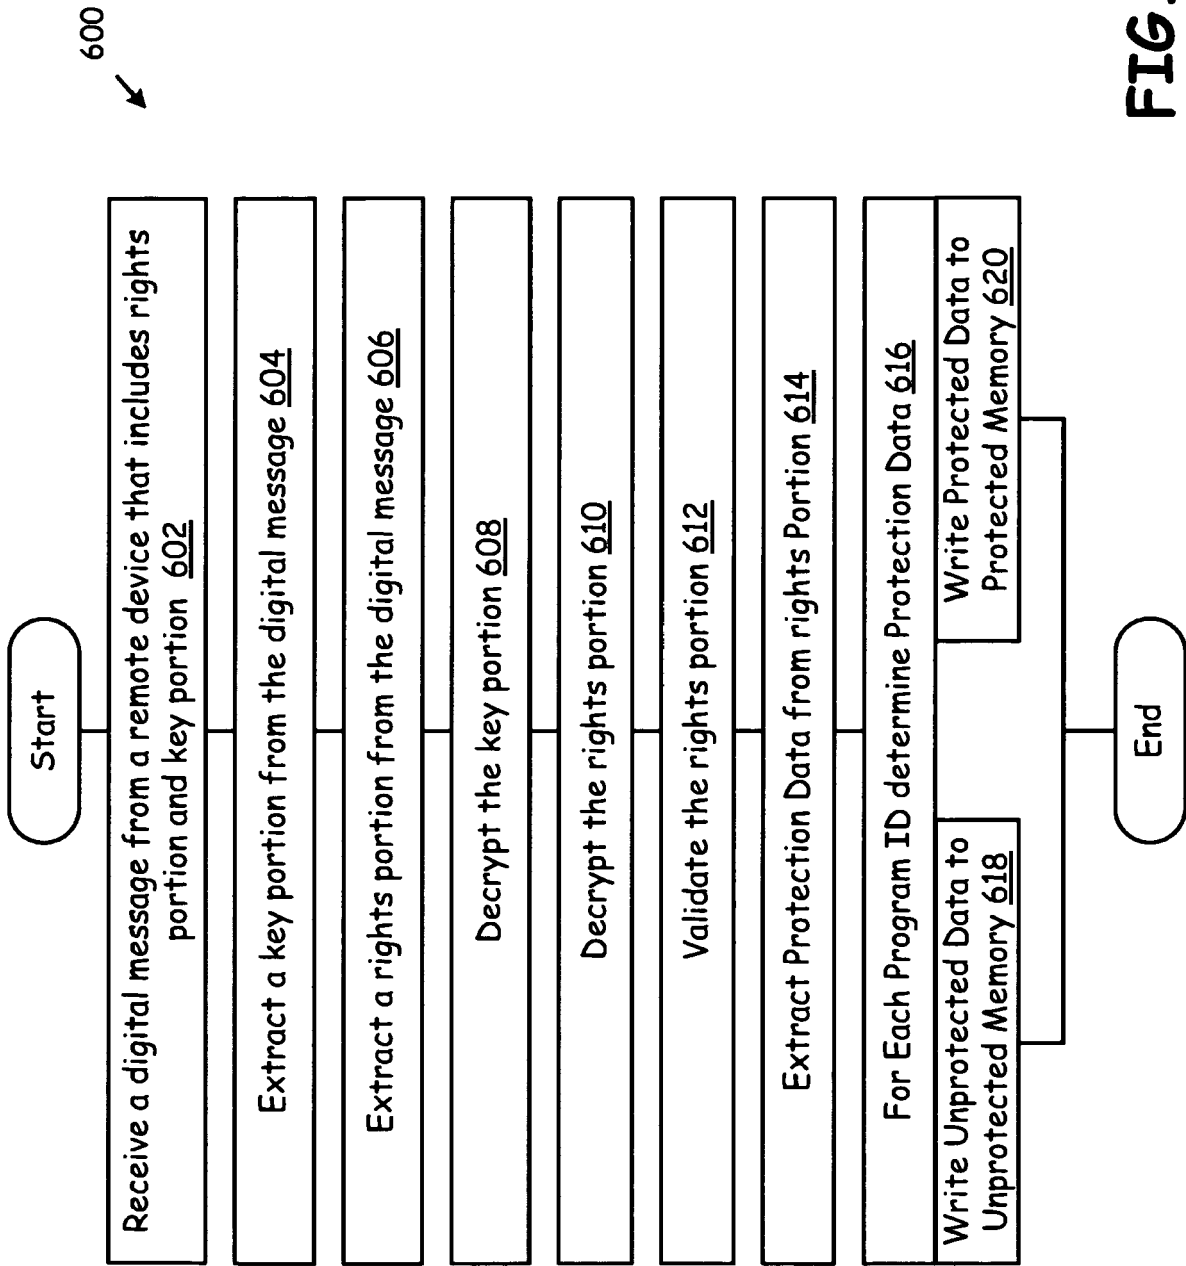 600
Start
Receive a digital message from a remote device that includes rights
portion and key portion 602
Extract a key portion from the digital message 604
Extract a rights portion from the digital message 606
Decrypt the key portion 608
Decrypt the rights portion 610
Validate the rights portion 612
Extract Protection Data from rights Portion 614
For Each Program ID determine Protection Data 616
Write Unprotected Data to
Unprotected Memory 618
Write Protected Data to
Protected Memory 620
End
FIG.